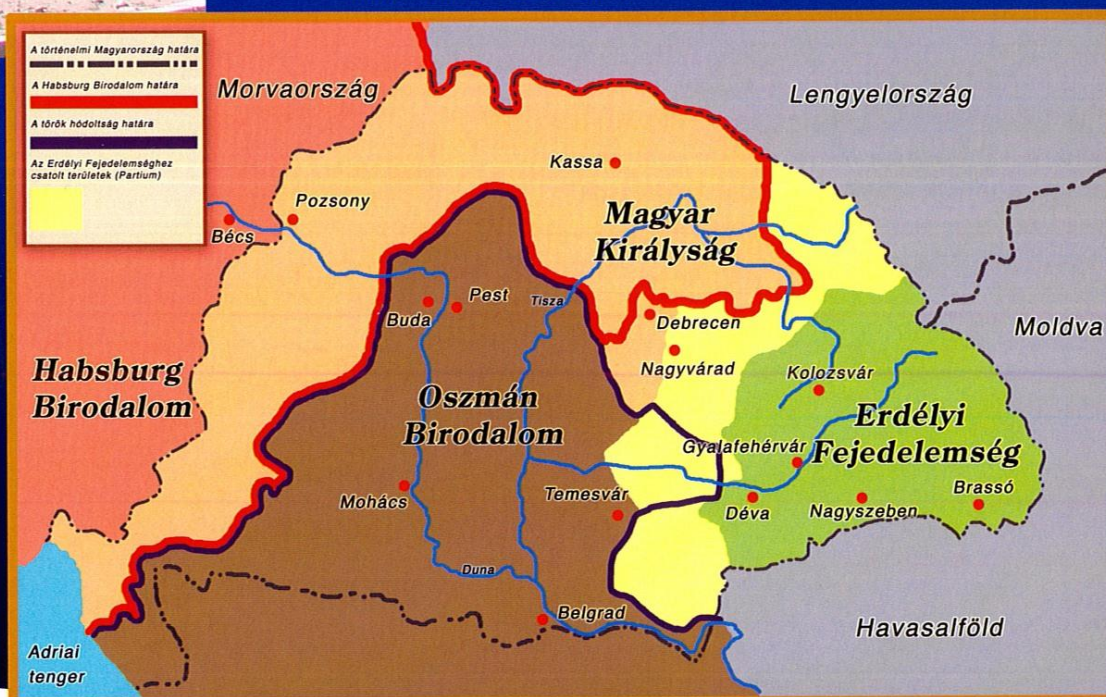 A történelmi Magyarország határa
A Habsburg Birodalom határa
A török hódoltság határa
Az Erdélyi Fejedelemséghez
csatolt területek (Partium)
Morvaország
Lengyelország
Kassa
Pozsony
Bécs
Magyar
Királyság
Buda
Pest
Tisza
Debrecen
Moldva
Nagyvárad
Habsburg
Birodalom
Oszmán
Birodalom
Kolozsvár
Erdélyi
Fejedelemség
Gyalafehérvár
Mohács
Temesvár
Déva
Nagyszeben
Brassó
Duna
Belgrad
Havasalföld
Adriai
tenger